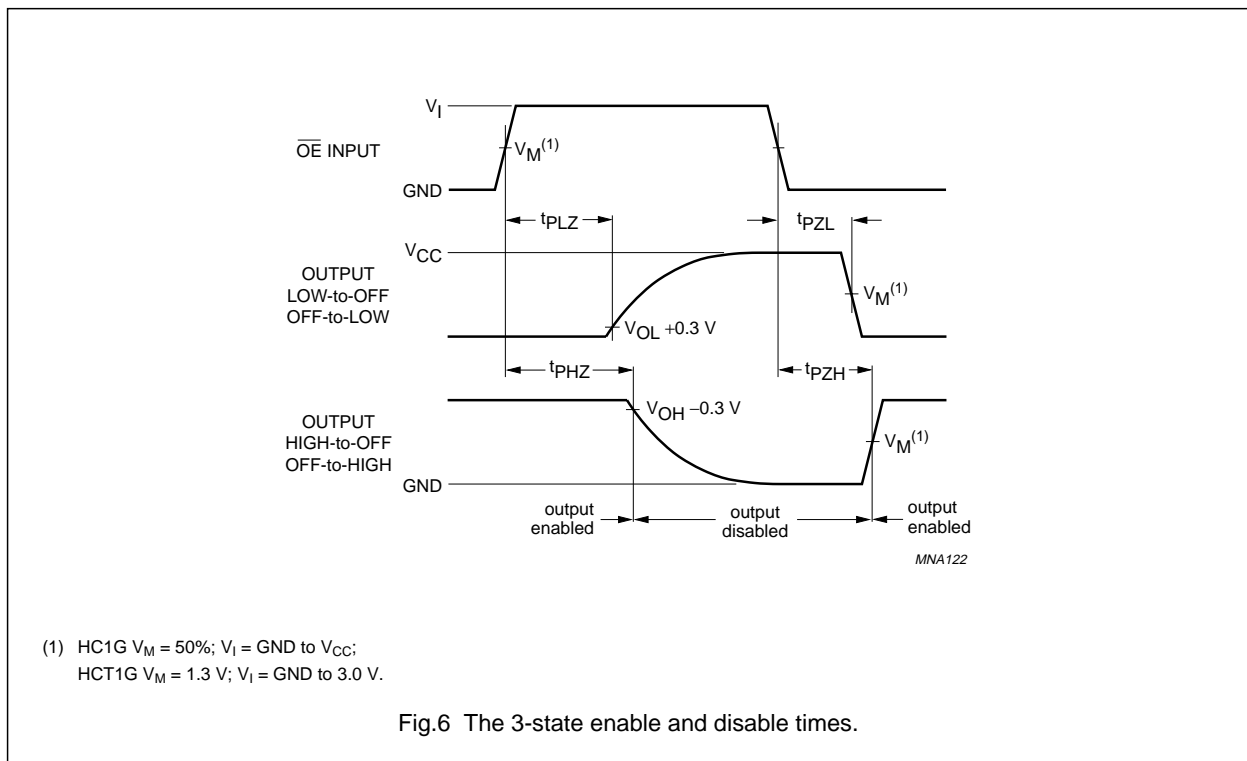 V_I
O̅E̅ INPUT
V_M(1)
GND
t_PLZ
t_PZL
V_CC
OUTPUT
LOW-to-OFF
OFF-to-LOW
V_M(1)
V_OL +0.3 V
t_PHZ
t_PZH
V_OH −0.3 V
OUTPUT
HIGH-to-OFF
OFF-to-HIGH
V_M(1)
GND
output
enabled
output
disabled
output
enabled
MNA122
(1) HC1G V_M = 50%; V_I = GND to V_CC;
HCT1G V_M = 1.3 V; V_I = GND to 3.0 V.
Fig.6 The 3-state enable and disable times.